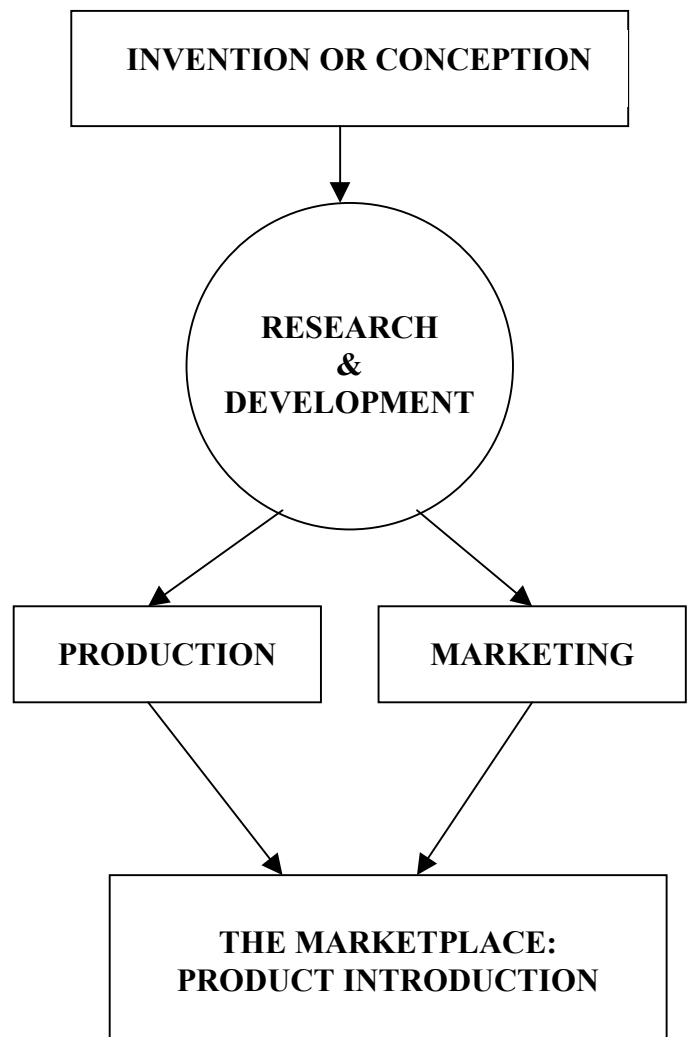 INVENTION OR CONCEPTION
RESEARCH
&
DEVELOPMENT
PRODUCTION
MARKETING
THE MARKETPLACE:
PRODUCT INTRODUCTION